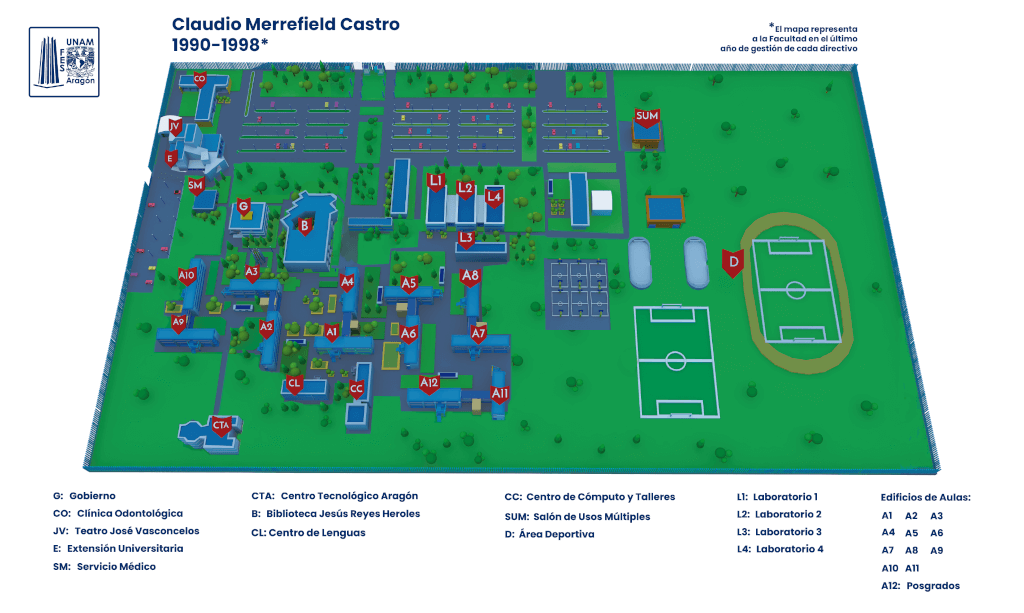 UNAM
FES
Aragón
Claudio Merrefield Castro
1990-1998*
*El mapa representa
a la Facultad en el último
año de gestión de cada directivo
CO
JV
E
SM
G
B
L1
L2
L4
L3
SUM
D
A10
A3
A4
A5
A8
A9
A2
A1
A6
A7
CL
CC
A12
A11
CTA
G: Gobierno
CO: Clínica Odontológica
JV: Teatro José Vasconcelos
E: Extensión Universitaria
SM: Servicio Médico
CTA: Centro Tecnológico Aragón
B: Biblioteca Jesús Reyes Heroles
CL: Centro de Lenguas
CC: Centro de Cómputo y Talleres
SUM: Salón de Usos Múltiples
D: Área Deportiva
L1: Laboratorio 1
L2: Laboratorio 2
L3: Laboratorio 3
L4: Laboratorio 4
Edificios de Aulas:
A1 A2 A3
A4 A5 A6
A7 A8 A9
A10 A11
A12: Posgrados